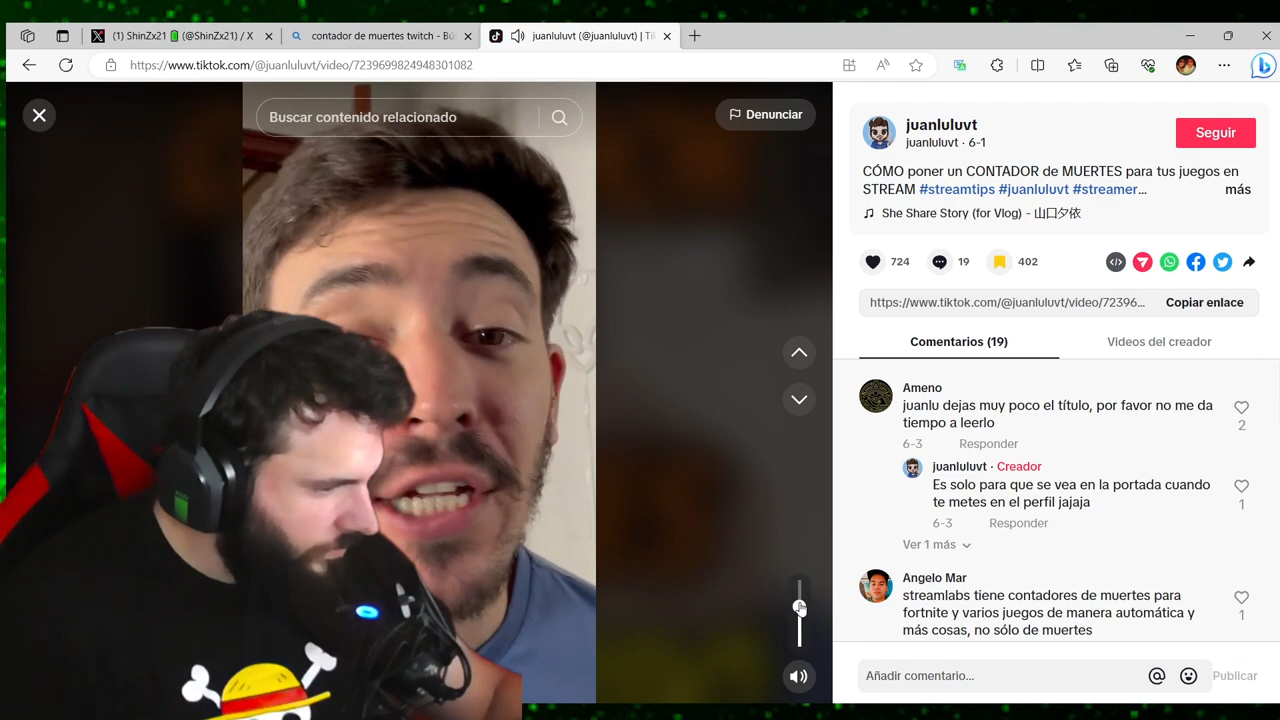 (1) ShinZx21 (@ShinZx21) / X
contador de muertes twitch - Bú
juanluluvt (@juanluluvt) | Ti
https://www.tiktok.com/@juanluluvt/video/7239699824948301082
Buscar contenido relacionado
Denunciar
juanluluvt
juanluluvt · 6-1
Seguir
CÓMO poner un CONTADOR de MUERTES para tus juegos en
STREAM #streamtips #juanluluvt #streamer...
más
She Share Story (for Vlog) - 山口夕依
724
19
402
https://www.tiktok.com/@juanluluvt/video/72396...
Copiar enlace
Comentarios (19)
Videos del creador
Ameno
juanlu dejas muy poco el título, por favor no me da
tiempo a leerlo
2
6-3
Responder
juanluluvt · Creador
Es solo para que se vea en la portada cuando
te metes en el perfil jajaja
1
6-3
Responder
Ver 1 más
Angelo Mar
streamlabs tiene contadores de muertes para
fortnite y varios juegos de manera automática y
más cosas, no sólo de muertes
1
Añadir comentario...
Publicar